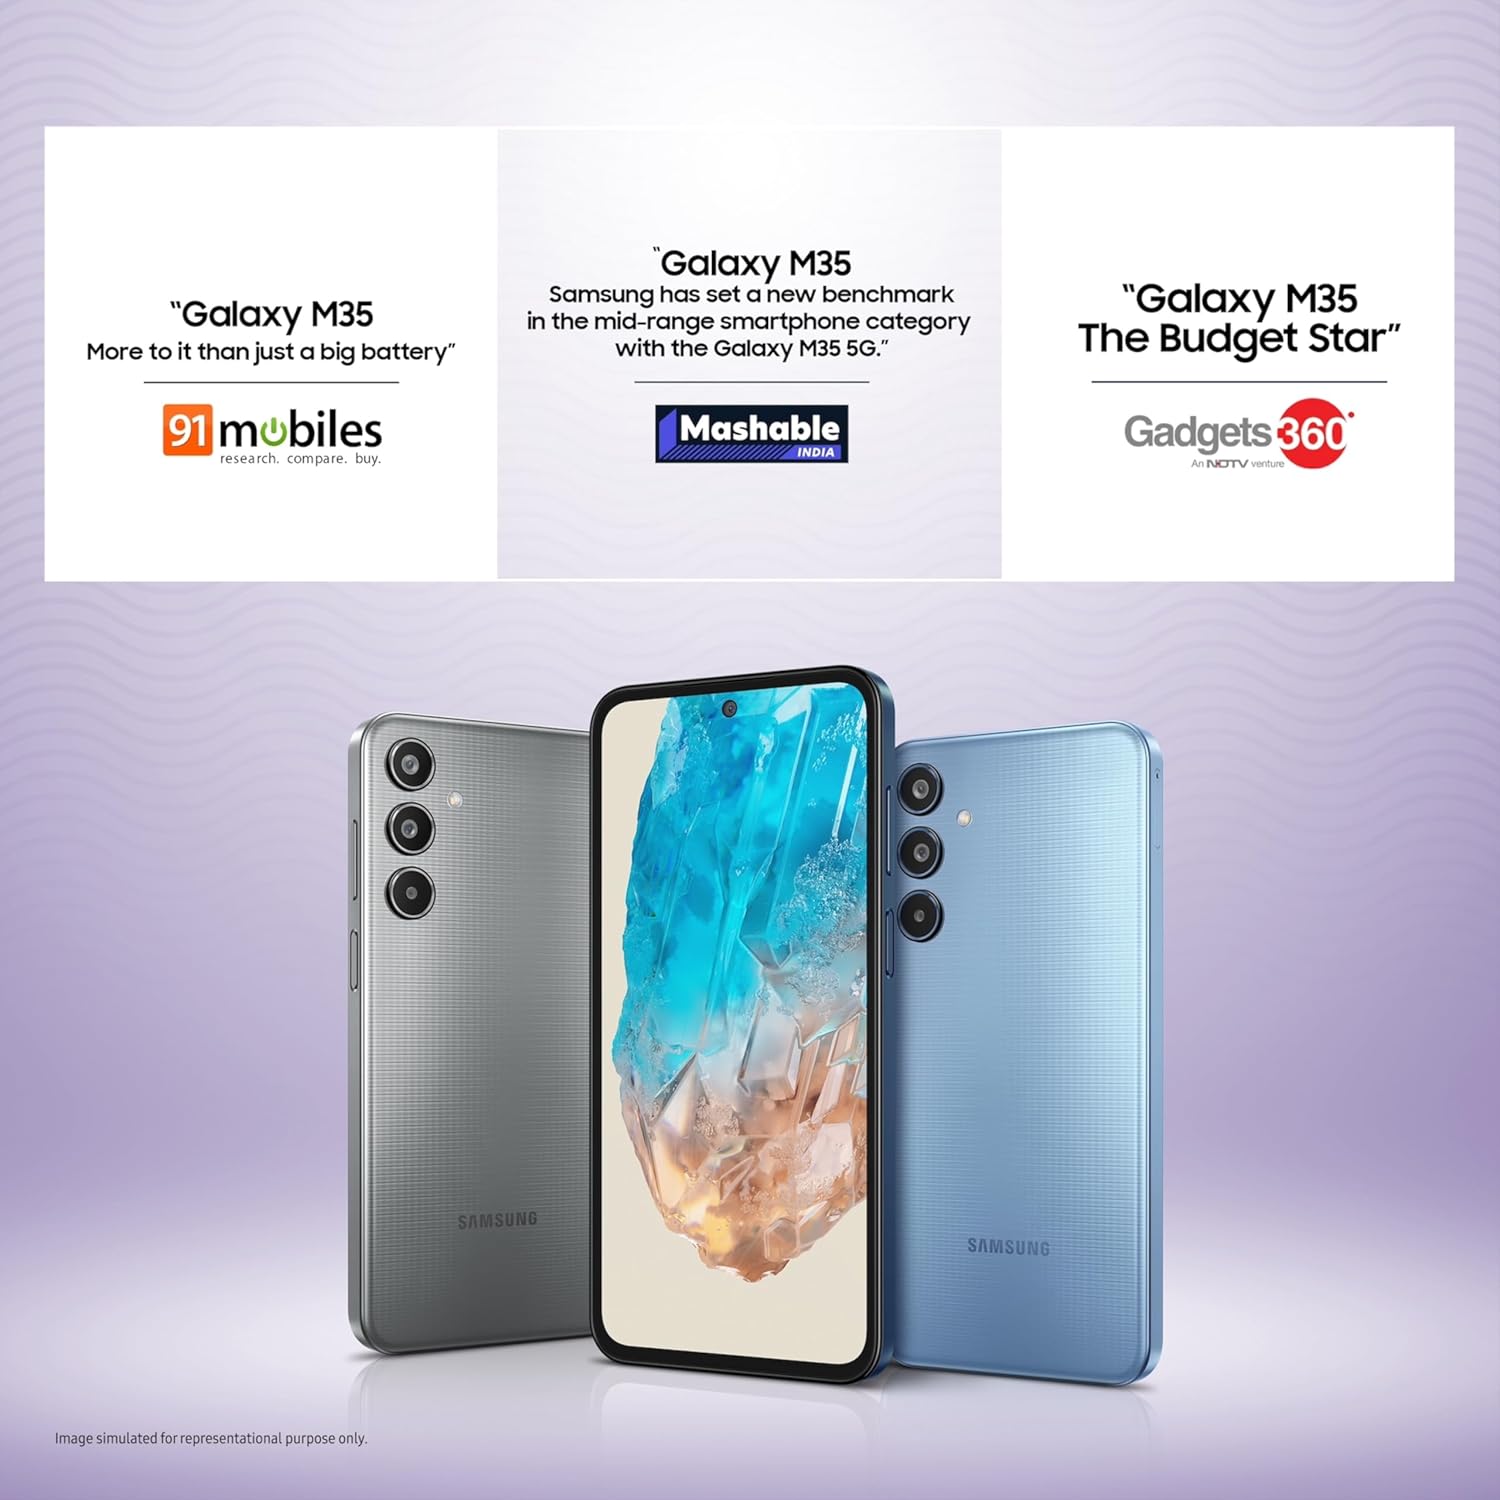 “Galaxy M35
More to it than just a big battery”
91mobiles
research. compare. buy.
“Galaxy M35
Samsung has set a new benchmark
in the mid-range smartphone category
with the Galaxy M35 5G.”
Mashable
INDIA
“Galaxy M35
The Budget Star”
Gadgets 360
An NDTV venture
SAMSUNG
SAMSUNG
Image simulated for representational purpose only.